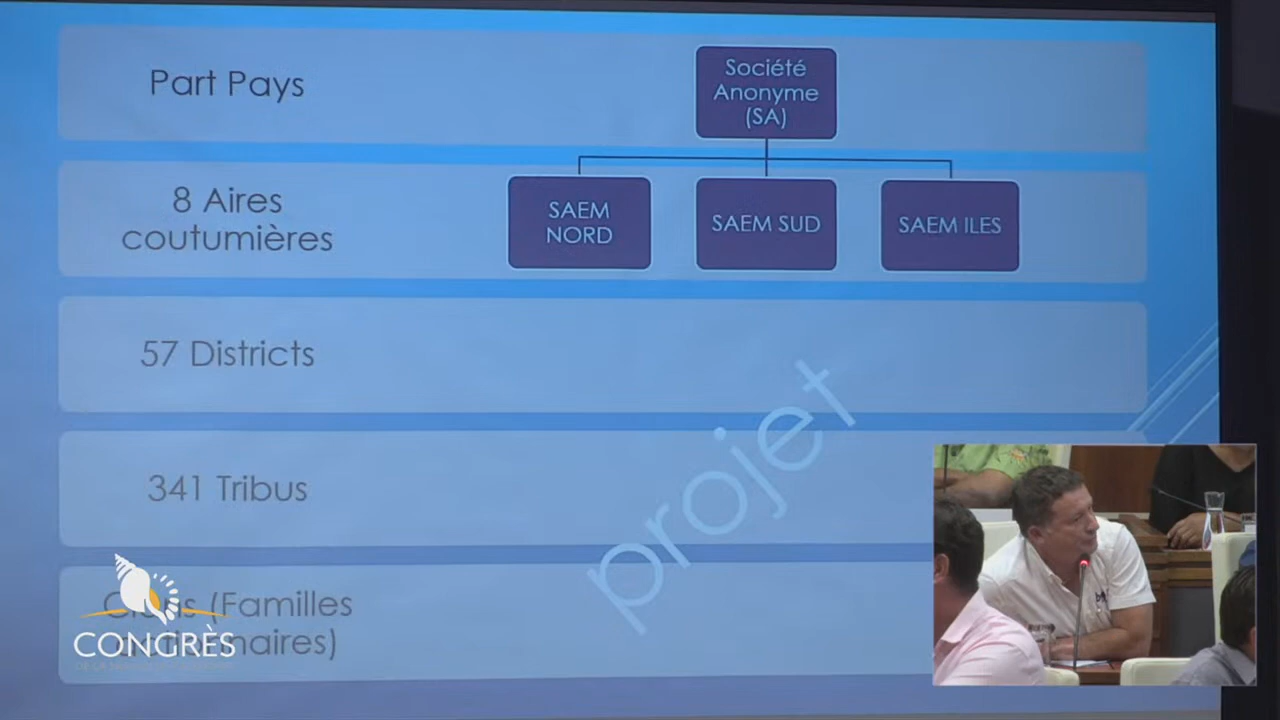 Part Pays
Société
Anonyme
(SA)
8 Aires
coutumières
SAEM
NORD
SAEM SUD
SAEM ILES
57 Districts
341 Tribus
projet
(Familles
CONGRÈS